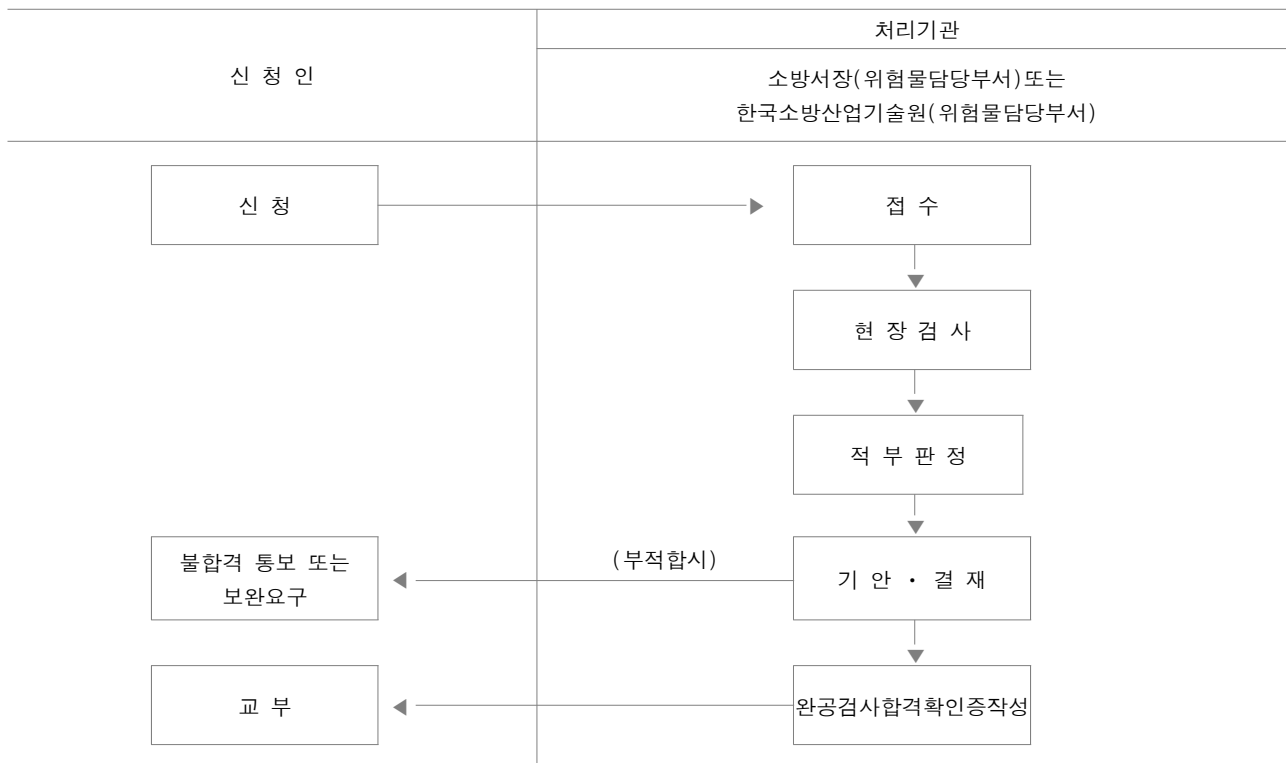 신 청 인
처리기관
소방서장(위험물담당부서)또는
한국소방산업기술원(위험물담당부서)
신 청
접 수
현 장 검 사
적 부 판 정
불합격 통보 또는
보완요구
(부적합시)
기 안 · 결 재
교 부
완공검사합격확인증작성